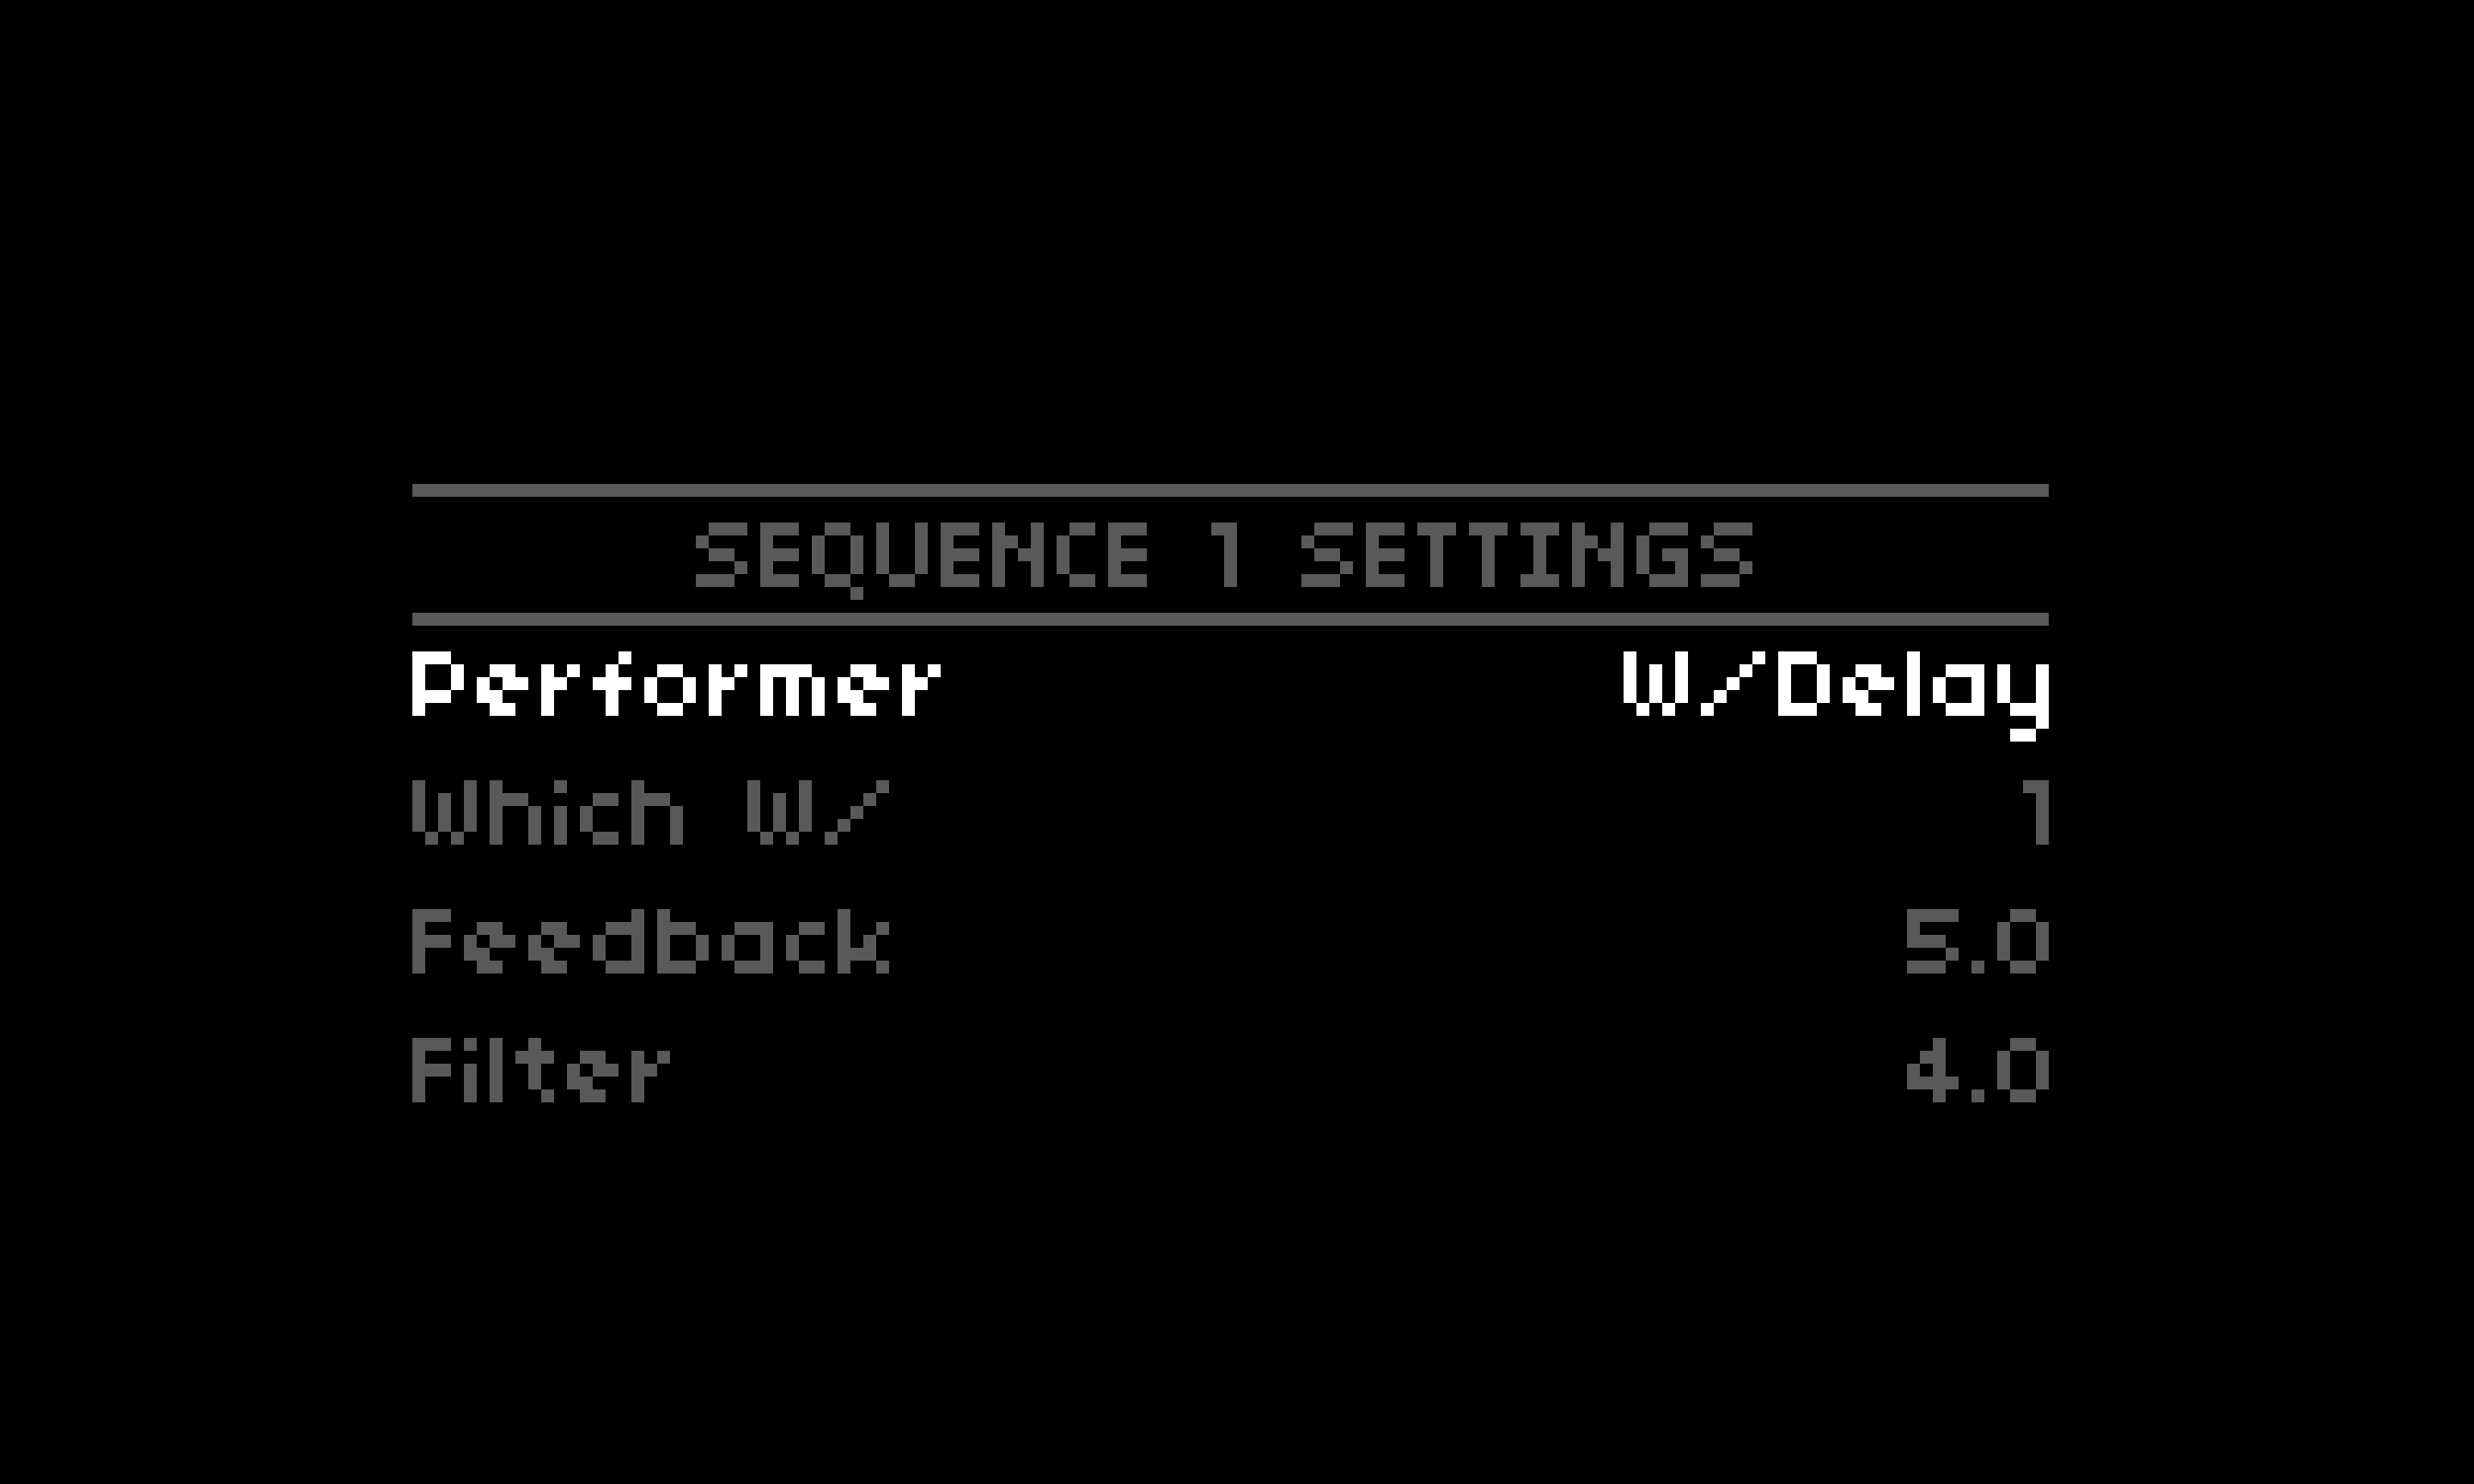 SEQUENCE 1 SETTINGS
Performer W/Delay
Which W/ 1
Feedback 5.0
Filter 4.0